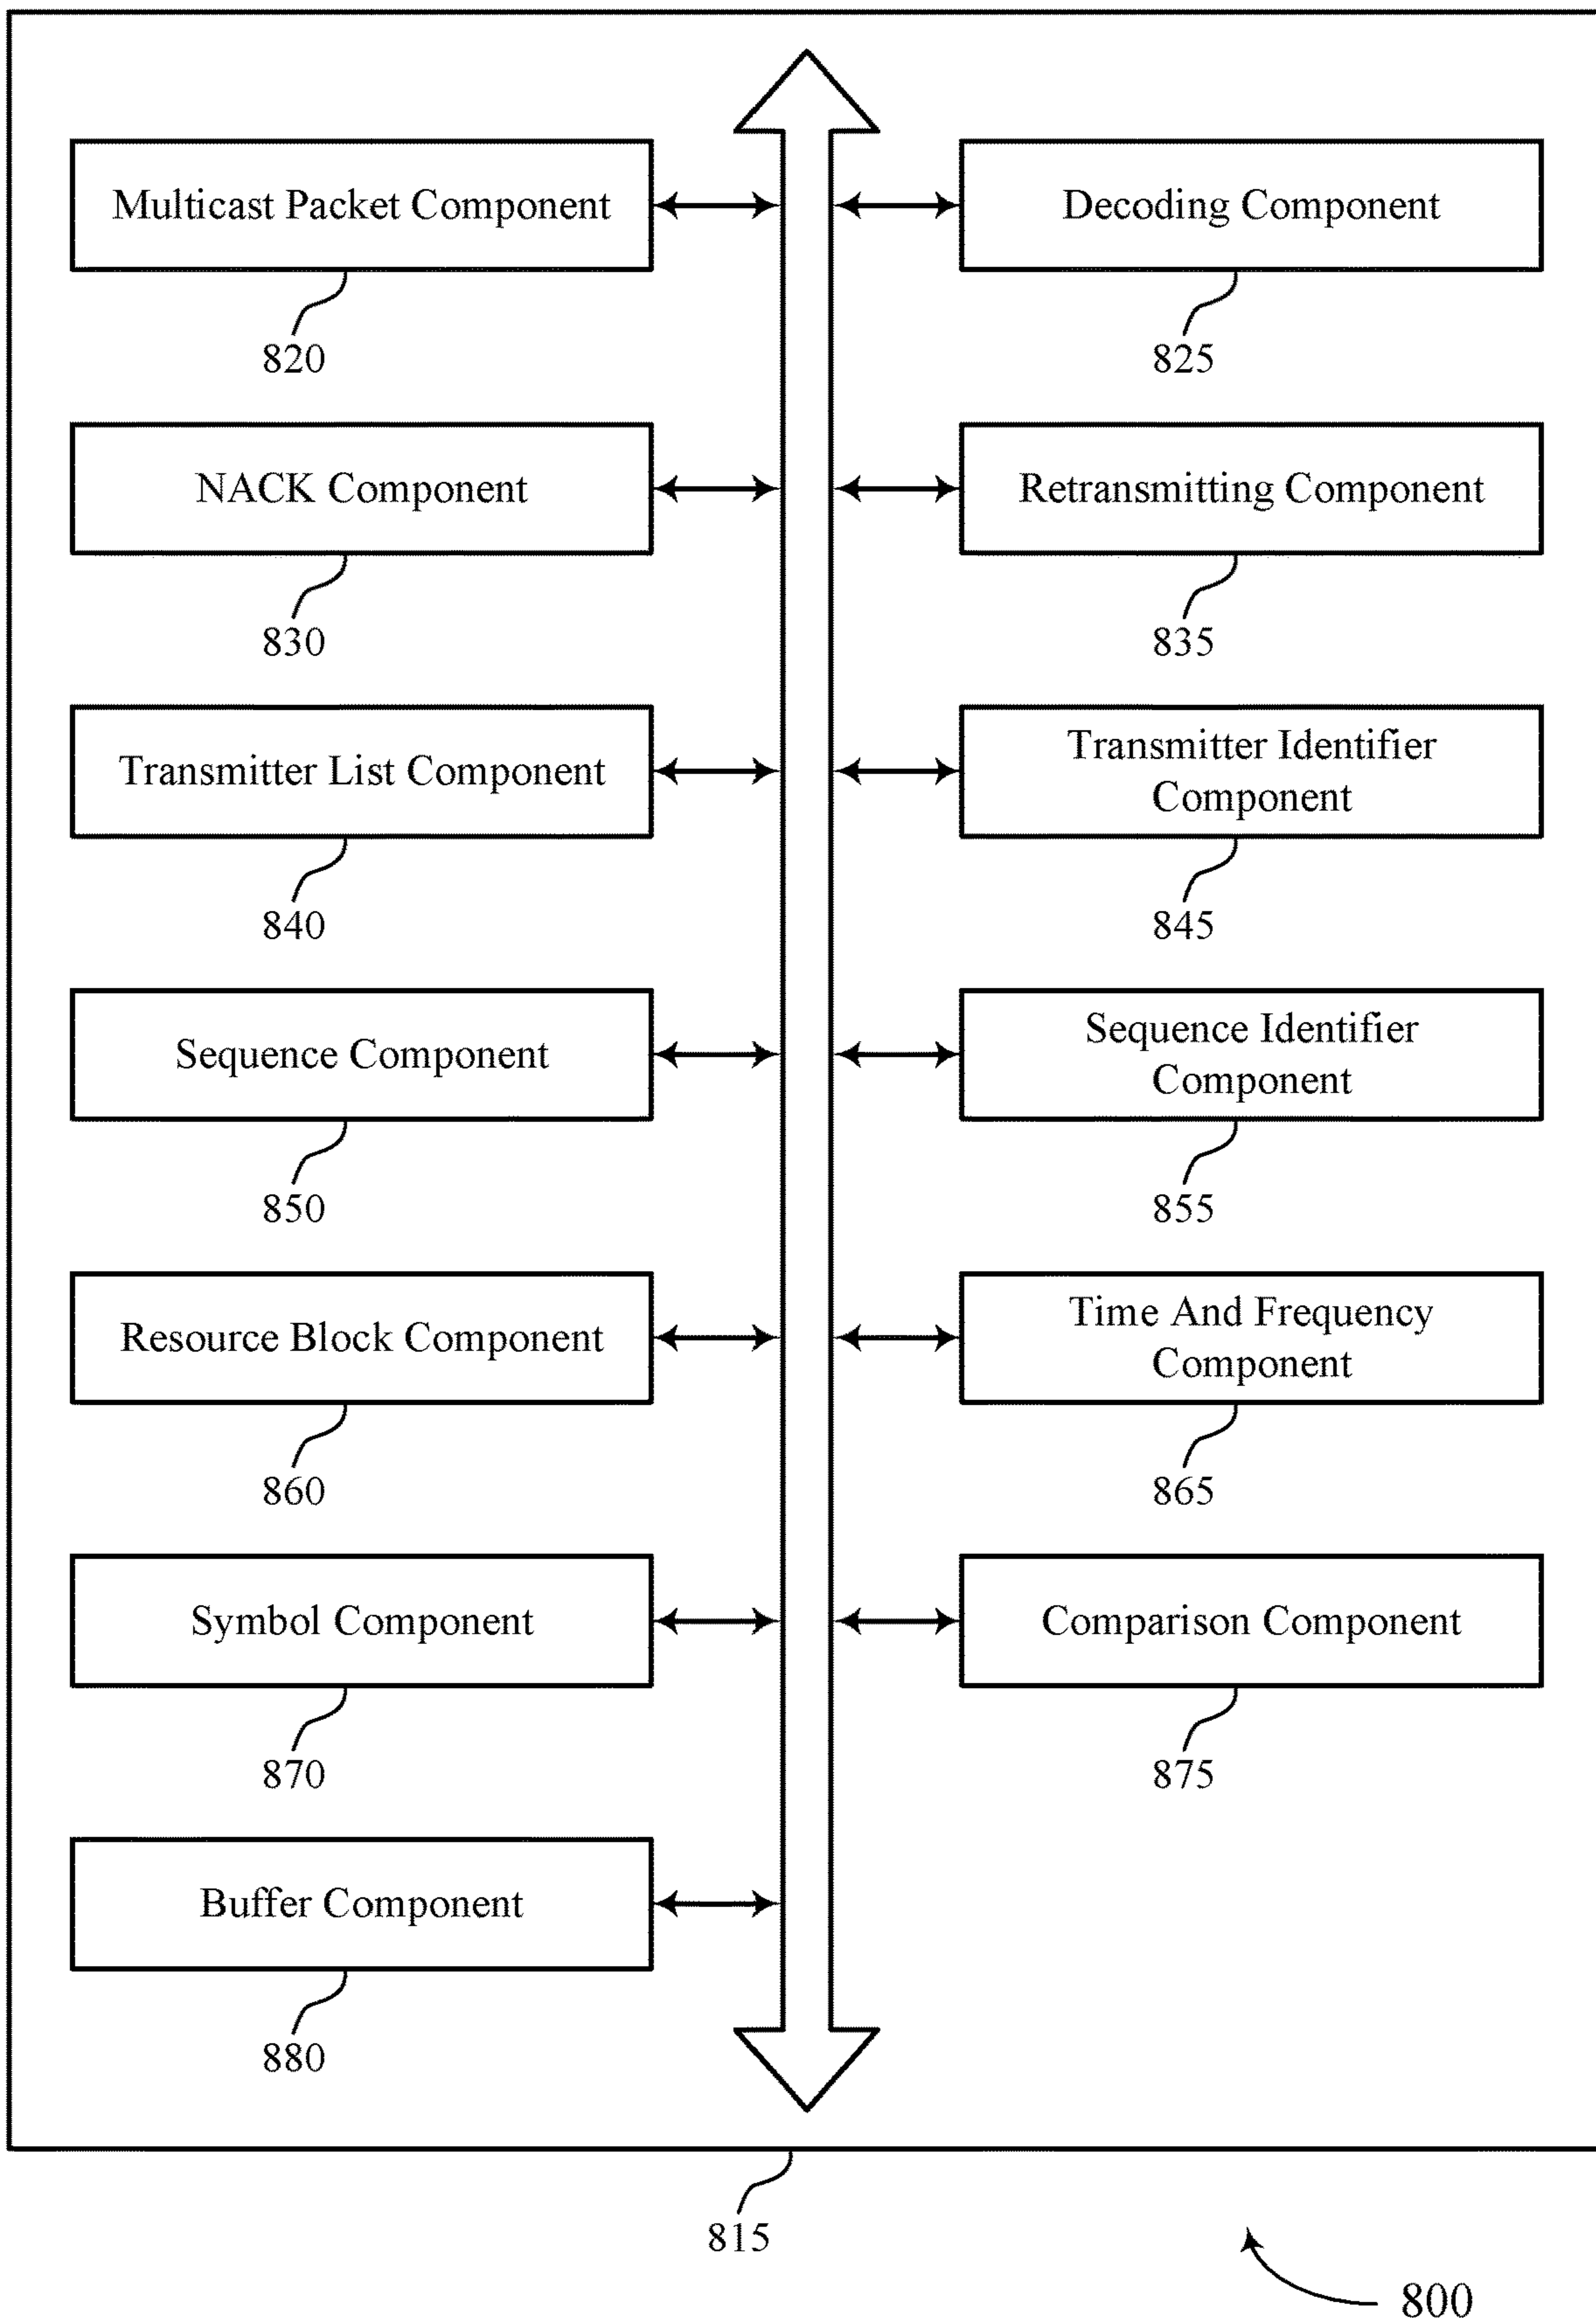 Multicast Packet Component
Decoding Component
820
825
NACK Component
Retransmitting Component
830
835
Transmitter List Component
Transmitter Identifier
Component
840
845
Sequence Component
Sequence Identifier
Component
850
855
Resource Block Component
Time And Frequency
Component
860
865
Symbol Component
Comparison Component
870
875
Buffer Component
880
815
800